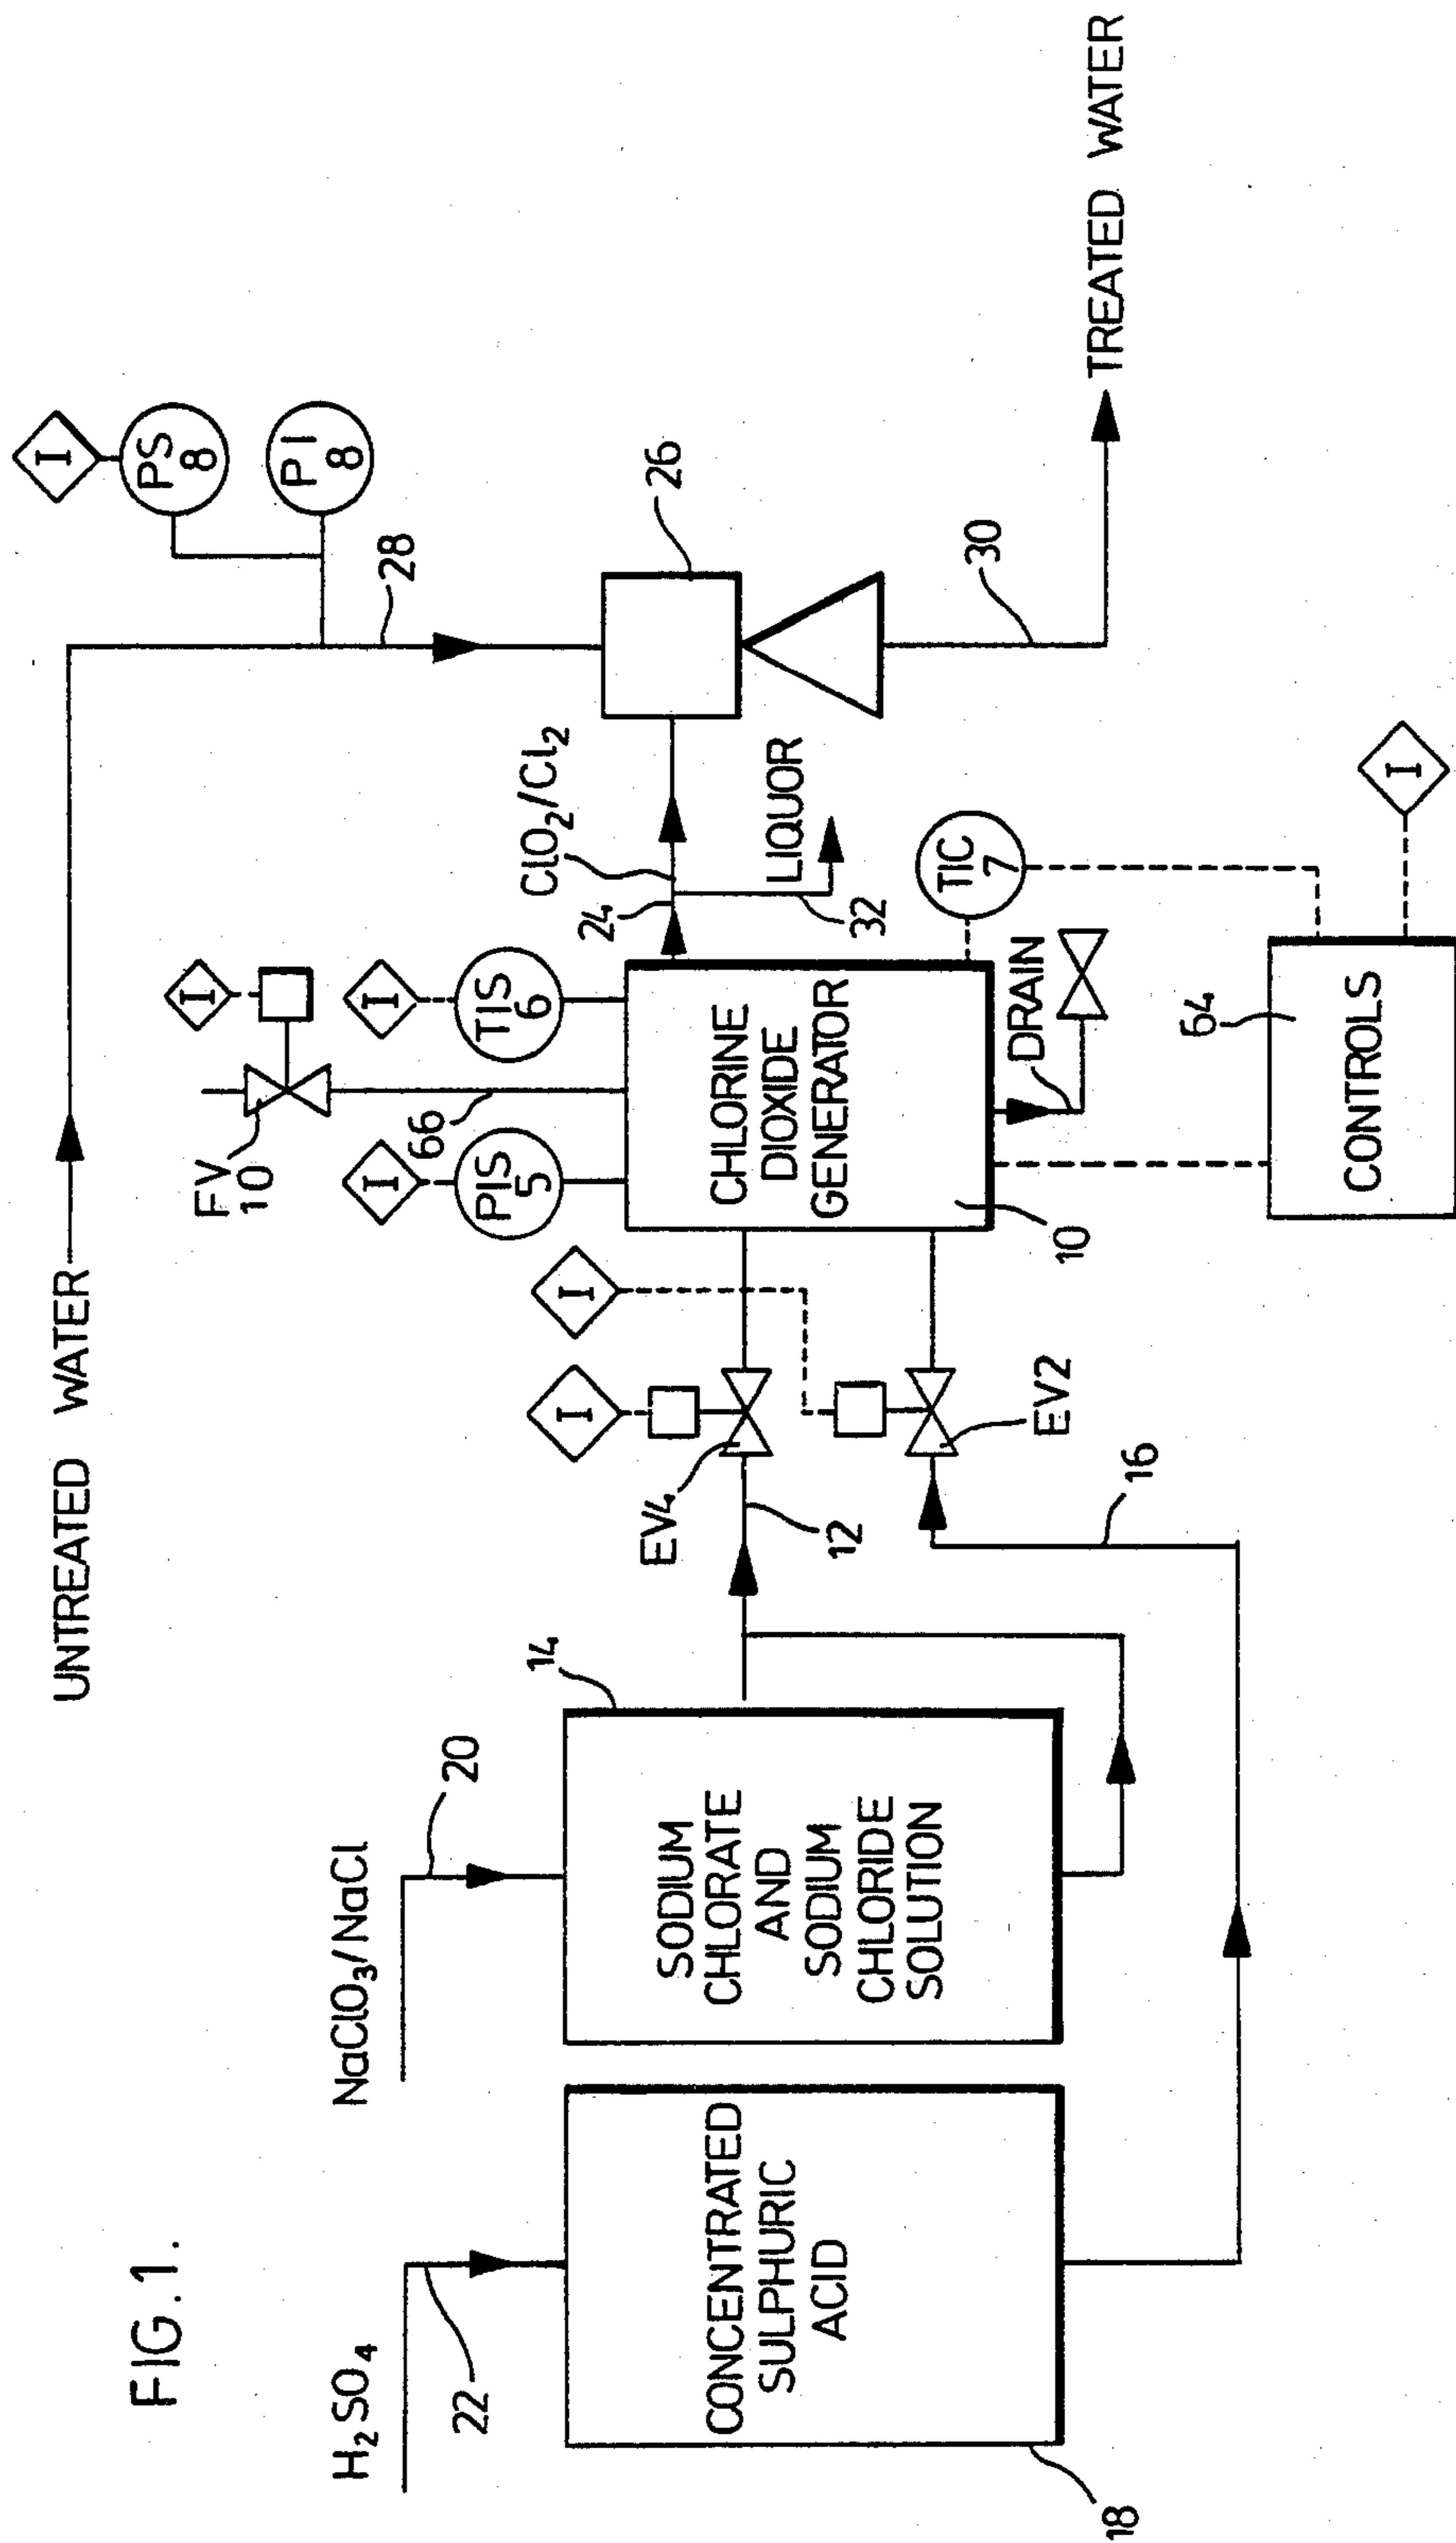 FIG.1.
UNTREATED WATER
H2SO4
22
NaClO3/NaCl
20
CONCENTRATED
SULPHURIC
ACID
18
SODIUM
CHLORATE
AND
SODIUM
CHLORIDE
SOLUTION
14
EV4
12
16
EV2
I
I
FV
10
I
66
I
PIS
5
I
TIS
6
CHLORINE
DIOXIDE
GENERATOR
10
DRAIN
TIC
7
24
ClO2/Cl2
LIQUOR
32
26
28
I
PS
8
PI
8
30
TREATED WATER
64
CONTROLS
I